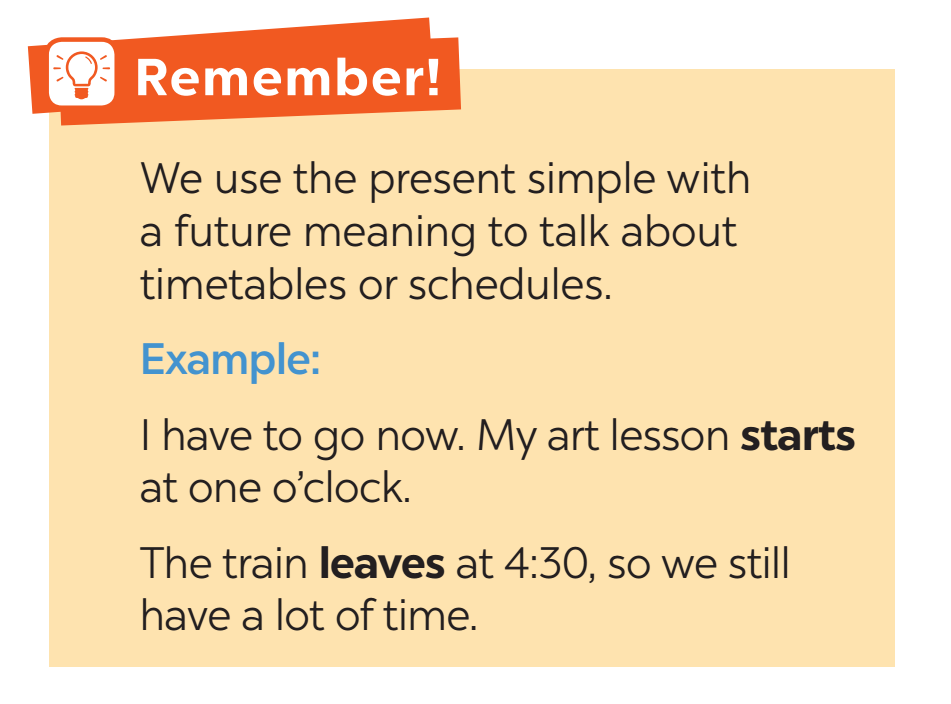 Remember!
We use the present simple with
a future meaning to talk about
timetables or schedules.
Example:
I have to go now. My art lesson starts
at one o’clock.
The train leaves at 4:30, so we still
have a lot of time.